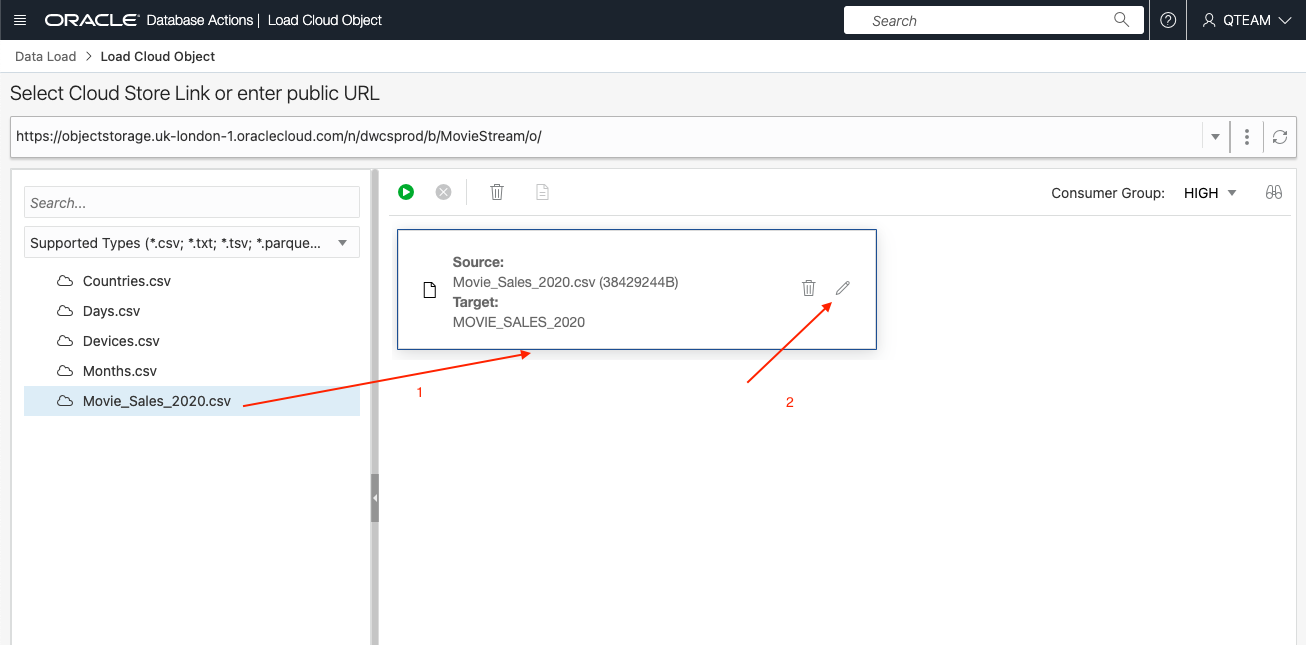 ORACLE Database Actions | Load Cloud Object
Search
QTEAM
Data Load > Load Cloud Object
Select Cloud Store Link or enter public URL
https://objectstorage.uk-london-1.oraclecloud.com/n/dwcsprod/b/MovieStream/o/
Search...
Supported Types (*.csv; *.txt; *.tsv; *.parque...
Countries.csv
Days.csv
Devices.csv
Months.csv
Movie_Sales_2020.csv
Consumer Group: HIGH
Source:
Movie_Sales_2020.csv (38429244B)
Target:
MOVIE_SALES_2020
1
2